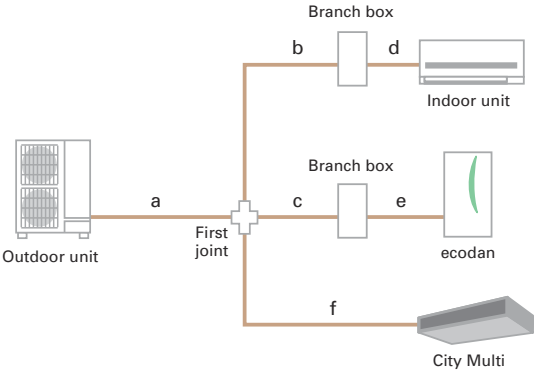 Branch box
b
d
Indoor unit
Branch box
a
c
e
First
joint
Outdoor unit
ecodan
f
City Multi